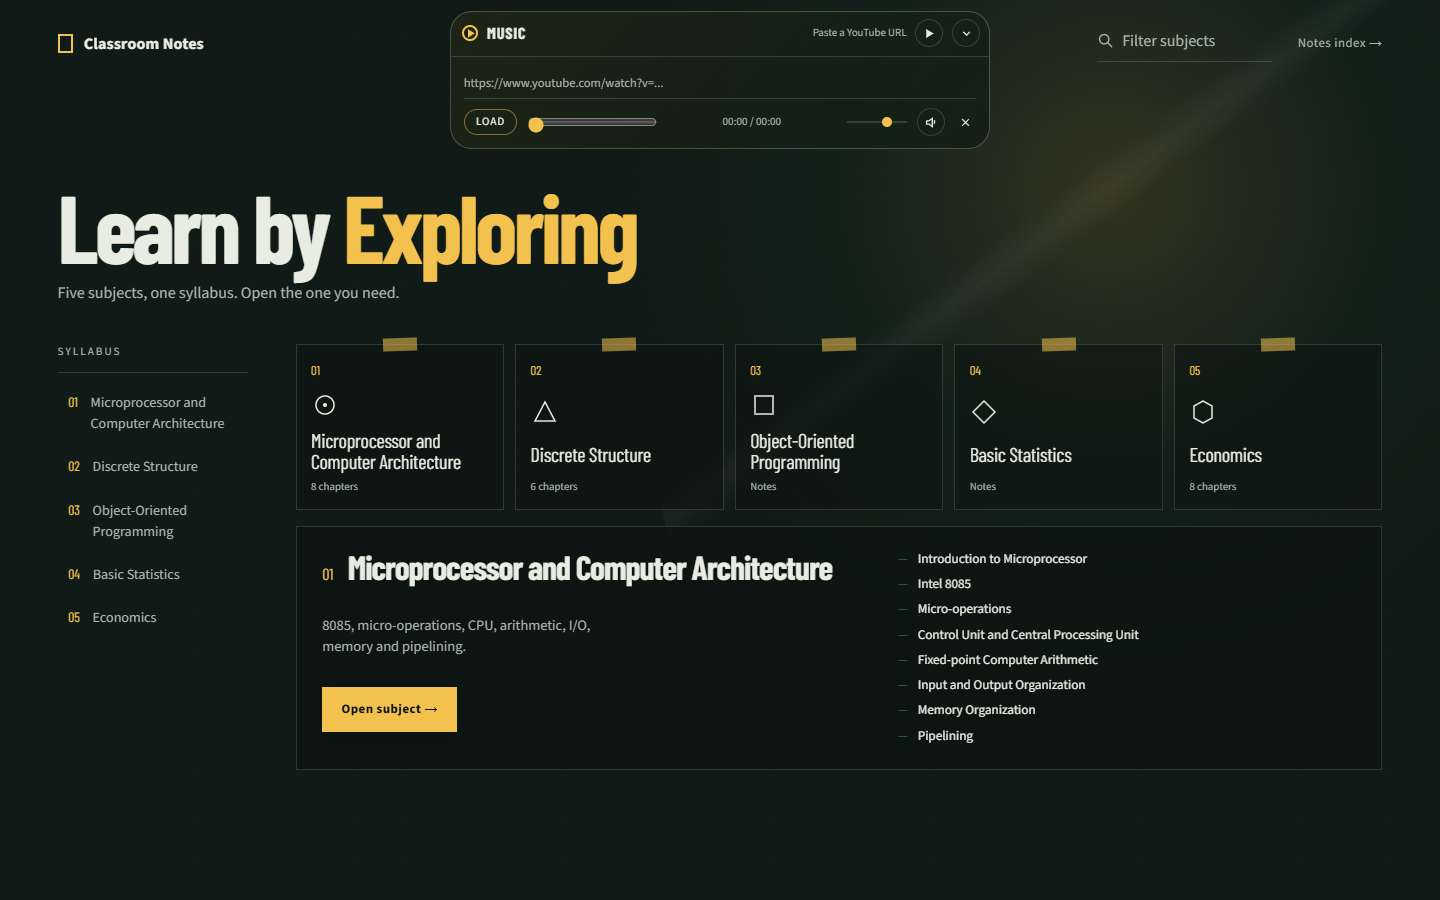 Classroom Notes
MUSIC
Paste a YouTube URL
https://www.youtube.com/watch?v=...
LOAD
00:00 / 00:00
Filter subjects
Notes index →
Learn by Exploring
Five subjects, one syllabus. Open the one you need.
SYLLABUS
01 Microprocessor and
Computer Architecture
02 Discrete Structure
03 Object-Oriented
Programming
04 Basic Statistics
05 Economics
01
Microprocessor and
Computer Architecture
8 chapters
02
Discrete Structure
6 chapters
03
Object-Oriented
Programming
Notes
04
Basic Statistics
Notes
05
Economics
8 chapters
01 Microprocessor and Computer Architecture
8085, micro-operations, CPU, arithmetic, I/O,
memory and pipelining.
Open subject →
— Introduction to Microprocessor
— Intel 8085
— Micro-operations
— Control Unit and Central Processing Unit
— Fixed-point Computer Arithmetic
— Input and Output Organization
— Memory Organization
— Pipelining